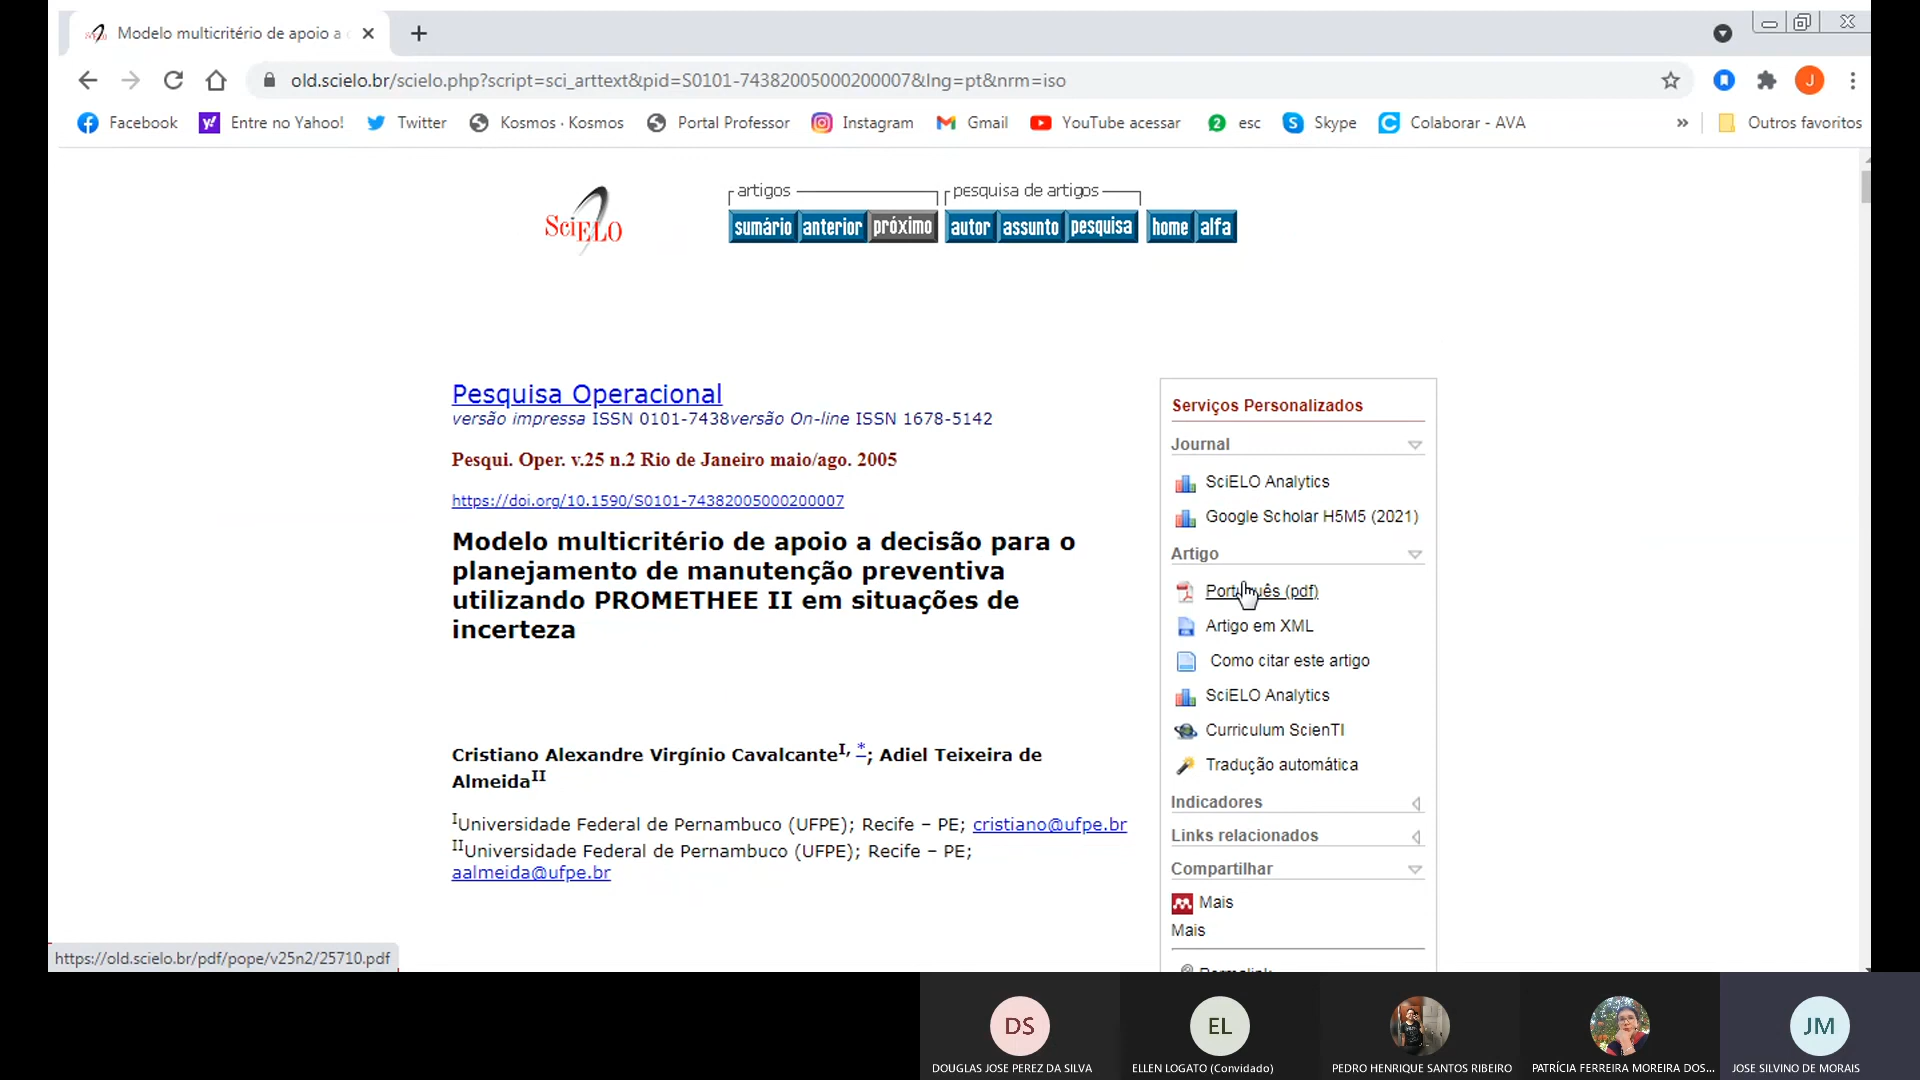 Modelo multicritério de apoio a
old.scielo.br/scielo.php?script=sci_arttext&pid=S0101-74382005000200007&lng=pt&nrm=iso
J
Facebook Entre no Yahoo! Twitter Kosmos · Kosmos Portal Professor Instagram Gmail YouTube acessar 2 esc Skype Colaborar - AVA » Outros favoritos
SciELO
artigos pesquisa de artigos
sumário anterior próximo autor assunto pesquisa home alfa
Pesquisa Operacional
versão impressa ISSN 0101-7438versão On-line ISSN 1678-5142
Pesqui. Oper. v.25 n.2 Rio de Janeiro maio/ago. 2005
https://doi.org/10.1590/S0101-74382005000200007
Modelo multicritério de apoio a decisão para o
planejamento de manutenção preventiva
utilizando PROMETHEE II em situações de
incerteza
Cristiano Alexandre Virgínio Cavalcante^I, *; Adiel Teixeira de
Almeida^II
^IUniversidade Federal de Pernambuco (UFPE); Recife – PE; cristiano@ufpe.br
^IIUniversidade Federal de Pernambuco (UFPE); Recife – PE;
aalmeida@ufpe.br
Serviços Personalizados
Journal
SciELO Analytics
Google Scholar H5M5 (2021)
Artigo
Português (pdf)
Artigo em XML
Como citar este artigo
SciELO Analytics
Curriculum ScienTI
Tradução automática
Indicadores
Links relacionados
Compartilhar
Mais
Mais
Permalink
https://old.scielo.br/pdf/pope/v25n2/25710.pdf
DS EL JM
DOUGLAS JOSE PEREZ DA SILVA ELLEN LOGATO (Convidado) PEDRO HENRIQUE SANTOS RIBEIRO PATRÍCIA FERREIRA MOREIRA DOS... JOSE SILVINO DE MORAIS